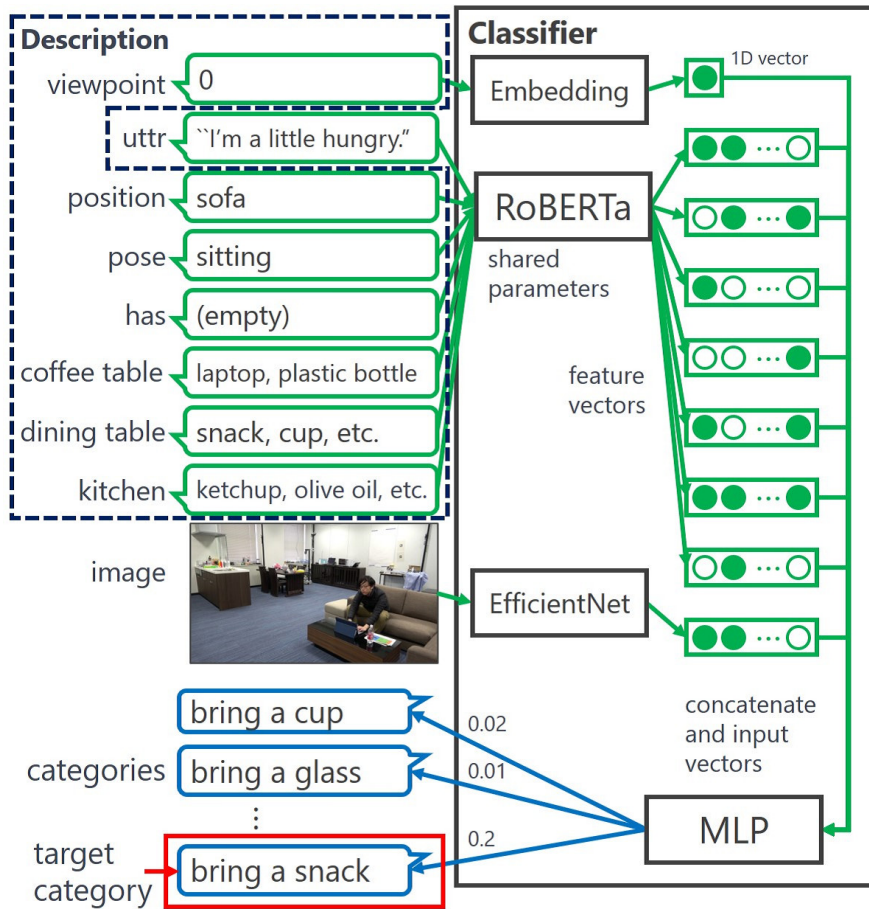 Description
viewpoint
0
uttr
``I'm a little hungry.”
position
sofa
pose
sitting
has
(empty)
coffee table
laptop, plastic bottle
dining table
snack, cup, etc.
kitchen
ketchup, olive oil, etc.
image
Classifier
Embedding
1D vector
RoBERTa
shared
parameters
feature
vectors
...
...
...
...
...
...
...
EfficientNet
...
concatenate
and input
vectors
MLP
0.02
0.01
0.2
bring a cup
categories
bring a glass
...
target
category
bring a snack